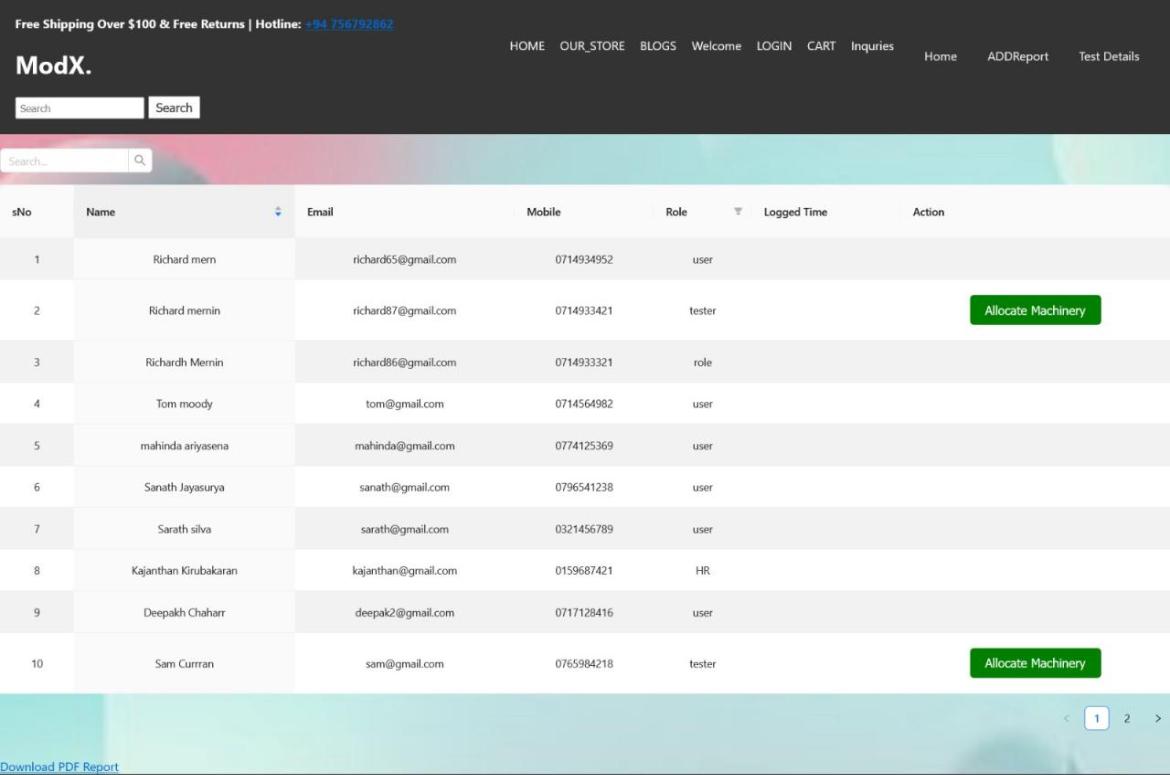 Free Shipping Over $100 & Free Returns | Hotline: +94 756792862
HOME OUR_STORE BLOGS Welcome LOGIN CART Inquries
Home ADDReport Test Details
ModX.
Search Search
Search...
sNo Name Email Mobile Role Logged Time Action
1 Richard mern richard65@gmail.com 0714934952 user
2 Richard mernin richard87@gmail.com 0714933421 tester Allocate Machinery
3 Richardh Mernin richard86@gmail.com 0714933321 role
4 Tom moody tom@gmail.com 0714564982 user
5 mahinda ariyasena mahinda@gmail.com 0774125369 user
6 Sanath Jayasurya sanath@gmail.com 0796541238 user
7 Sarath silva sarath@gmail.com 0321456789 user
8 Kajanthan Kirubakaran kajanthan@gmail.com 0159687421 HR
9 Deepakh Chaharr deepak2@gmail.com 0717128416 user
10 Sam Currran sam@gmail.com 0765984218 tester Allocate Machinery
< 1 2 >
Download PDF Report